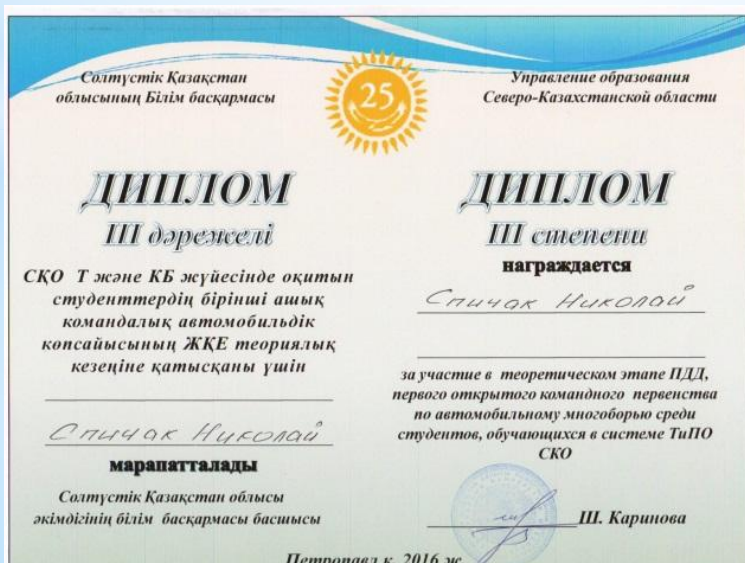 Солтүстік Қазақстан
облысының Білім басқармасы
25
Управление образования
Северо-Казахстанской области
ДИПЛОМ
III дәрежелі
СҚО Т және КБ жүйесінде оқитын
студенттердің бірінші ашық
командалық автомобильдік
көпсайысының ЖҚЕ теориялық
кезеңіне қатысқаны үшін
Спичак Николай
марапатталады
Солтүстік Қазақстан облысы
әкімдігінің білім басқармасы басшысы
ДИПЛОМ
III степени
награждается
Спичак Николай
за участие в теоретическом этапе ПДД,
первого открытого командного первенства
по автомобильному многоборью среди
студентов, обучающихся в системе ТиПО
СКО
Ш. Каринова
Петропавл қ. 2016 ж.